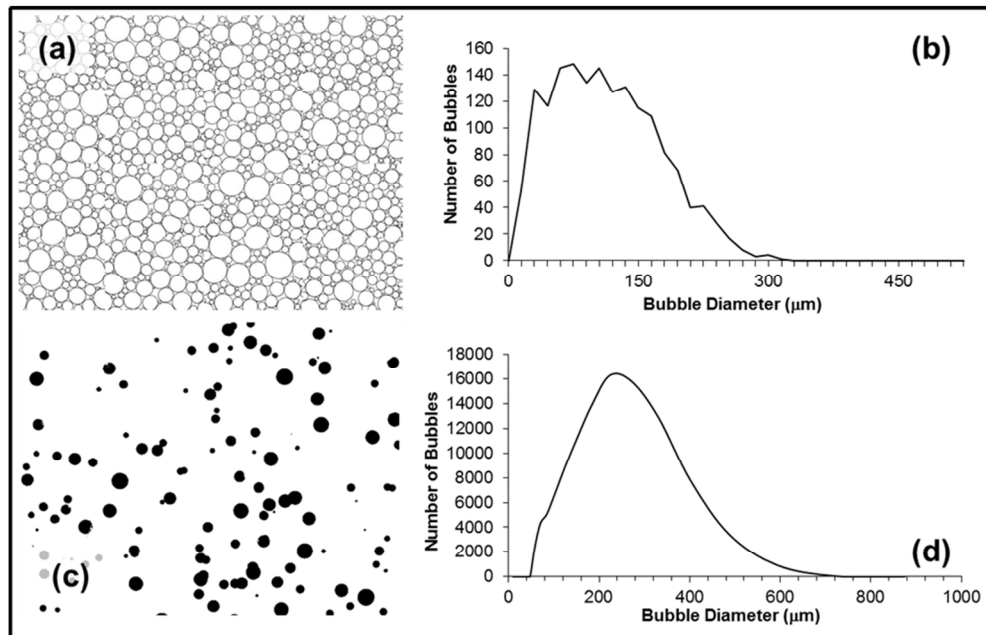 (a)
(b)
160
140
120
100
80
60
40
20
0
Number of Bubbles
0 150 300 450
Bubble Diameter (μm)
(c)
(d)
18000
16000
14000
12000
10000
8000
6000
4000
2000
0
Number of Bubbles
0 200 400 600 800 1000
Bubble Diameter (μm)